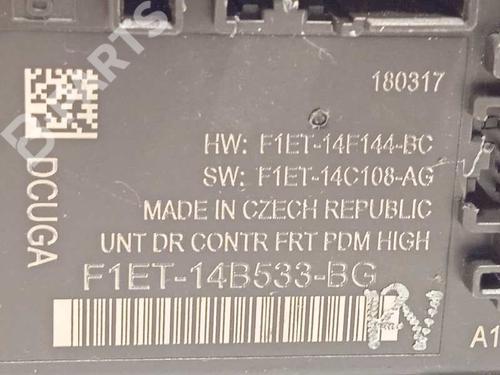 180317
HW: F1ET-14F144-BC
SW: F1ET-14C108-AG
MADE IN CZECH REPUBLIC
UNT DR CONTR FRT PDM HIGH
F1ET-14B533-BG
DCUGA
A1